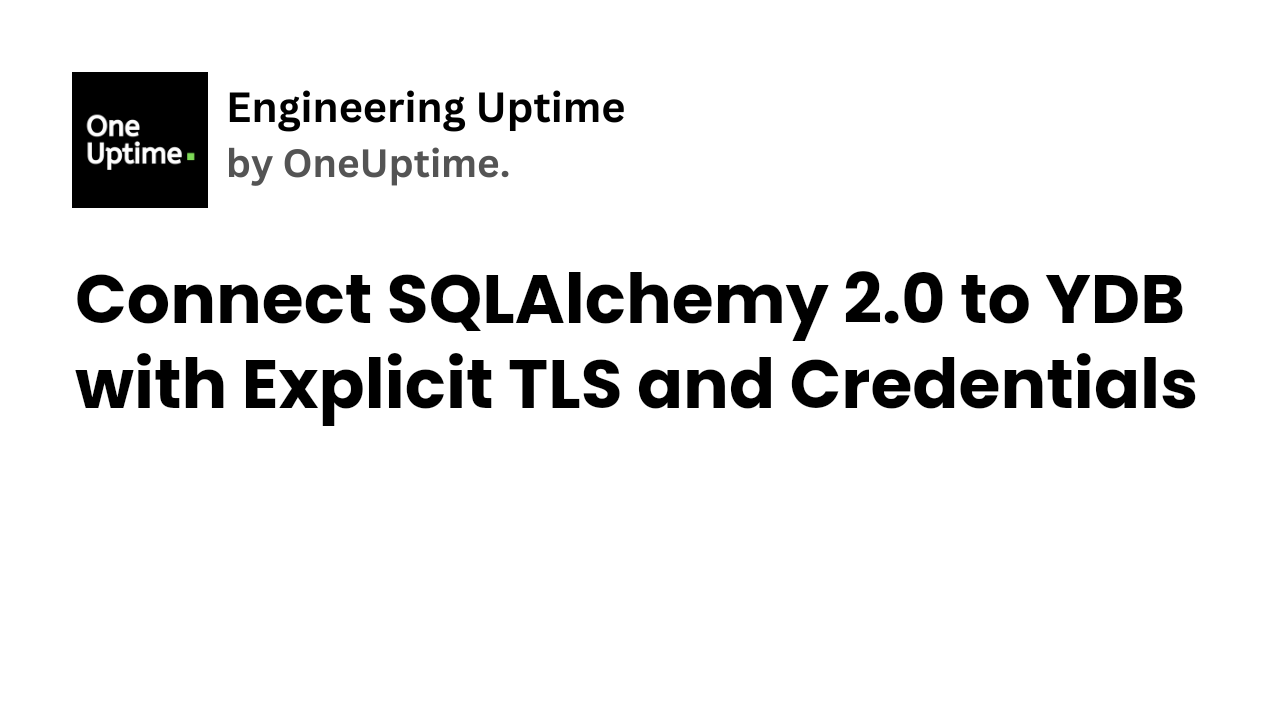 One
Uptime
Engineering Uptime
by OneUptime.
Connect SQLAlchemy 2.0 to YDB
with Explicit TLS and Credentials